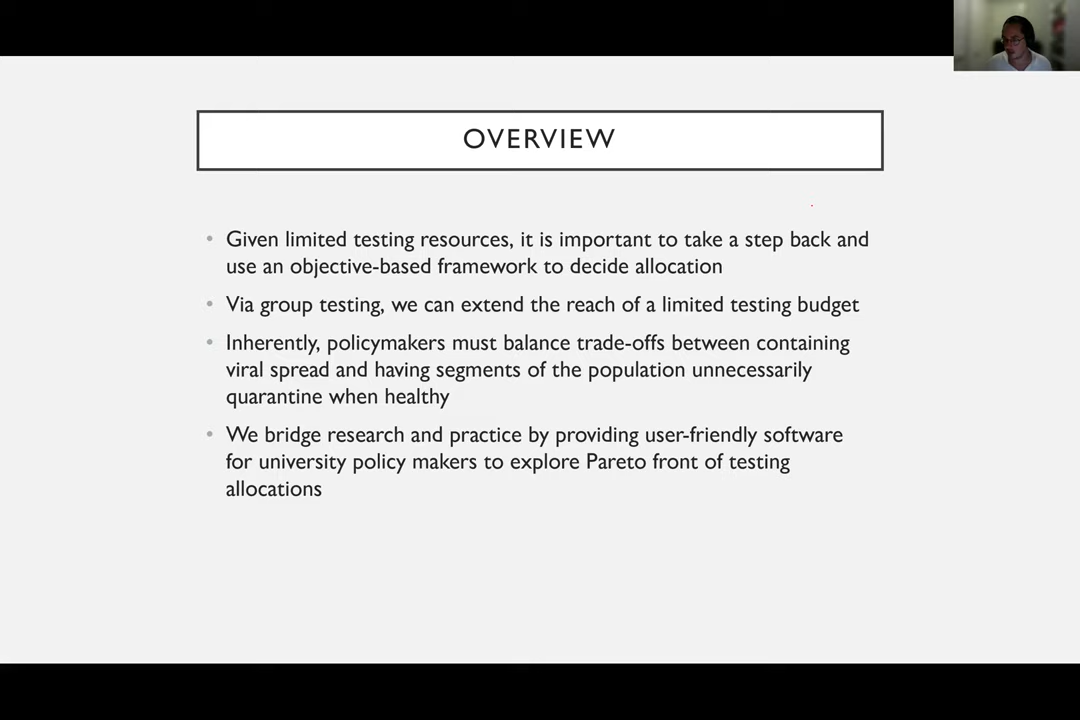 OVERVIEW
• Given limited testing resources, it is important to take a step back and
use an objective-based framework to decide allocation
• Via group testing, we can extend the reach of a limited testing budget
• Inherently, policymakers must balance trade-offs between containing
viral spread and having segments of the population unnecessarily
quarantine when healthy
• We bridge research and practice by providing user-friendly software
for university policy makers to explore Pareto front of testing
allocations